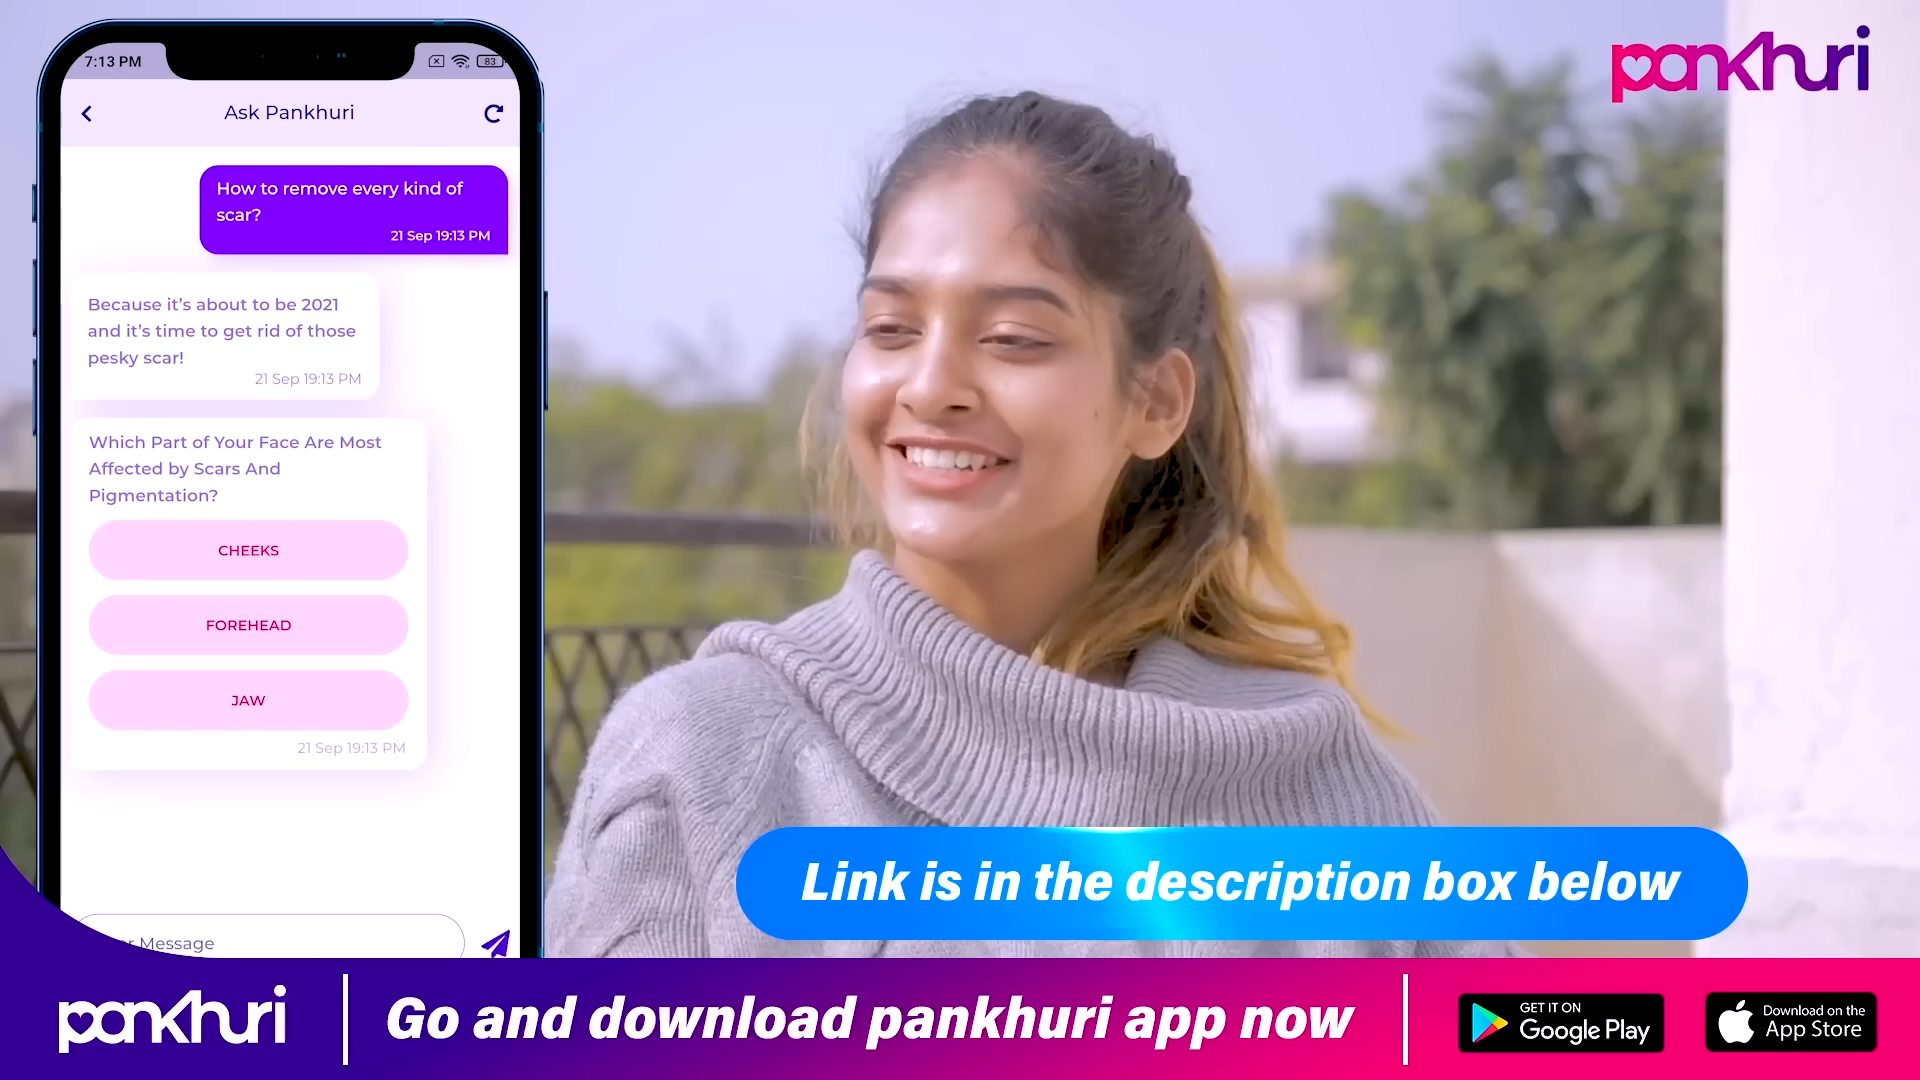 7:13 PM
83
Ask Pankhuri
How to remove every kind of
scar?
21 Sep 19:13 PM
Because it's about to be 2021
and it's time to get rid of those
pesky scar!
21 Sep 19:13 PM
Which Part of Your Face Are Most
Affected by Scars And
Pigmentation?
CHEEKS
FOREHEAD
JAW
21 Sep 19:13 PM
Message
pankhuri
Link is in the description box below
pankhuri
Go and download pankhuri app now
GET IT ON
Google Play
Download on the
App Store